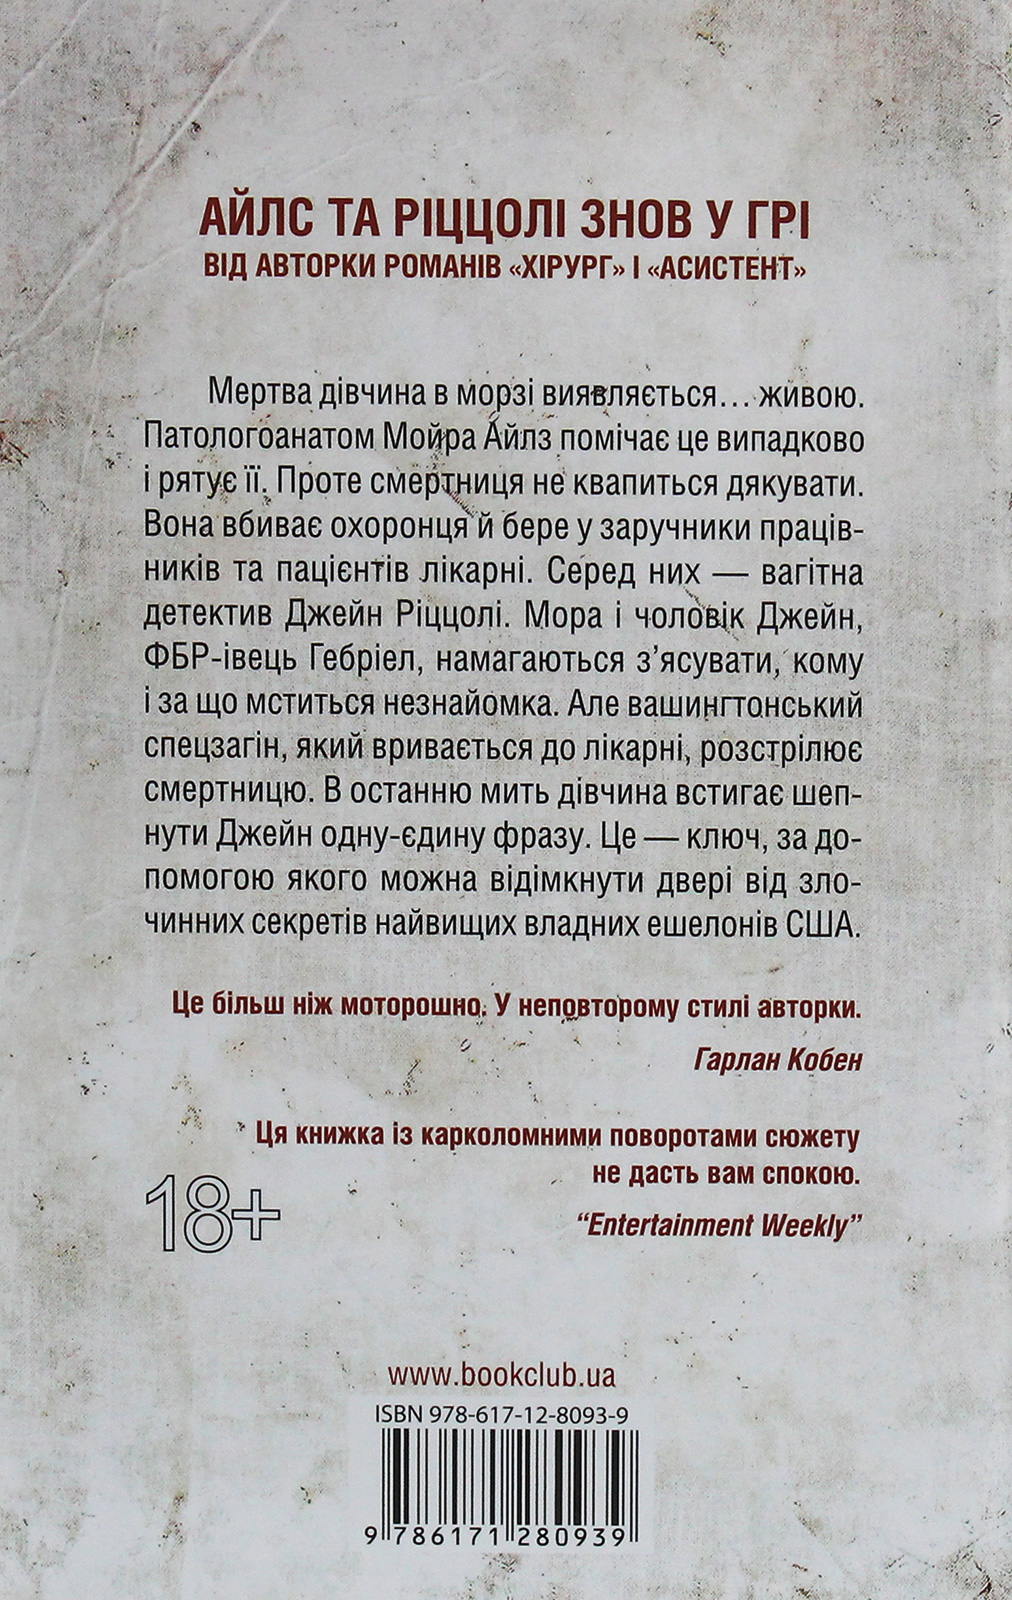 АЙЛС ТА РІЦЦОЛІ ЗНОВ У ГРІ
ВІД АВТОРКИ РОМАНІВ «ХІРУРГ» І «АСИСТЕНТ»
Мертва дівчина в морзі виявляється… живою.
Патологоанатом Мойра Айлз помічає це випадково
і рятує її. Проте смертниця не квапиться дякувати.
Вона вбиває охоронця й бере у заручники праців-
ників та пацієнтів лікарні. Серед них — вагітна
детектив Джейн Ріццолі. Мора і чоловік Джейн,
ФБР-івець Гебріел, намагаються з’ясувати, кому
і за що мститься незнайомка. Але вашингтонський
спецзагін, який вривається до лікарні, розстрілює
смертницю. В останню мить дівчина встигає шеп-
нути Джейн одну-єдину фразу. Це — ключ, за до-
помогою якого можна відімкнути двері від зло-
чинних секретів найвищих владних ешелонів США.
Це більш ніж моторошно. У неповторому стилі авторки.
Гарлан Кобен
Ця книжка із карколомними поворотами сюжету
не дасть вам спокою.
“Entertainment Weekly”
18+
www.bookclub.ua
ISBN 978-617-12-8093-9
9 786171 280939